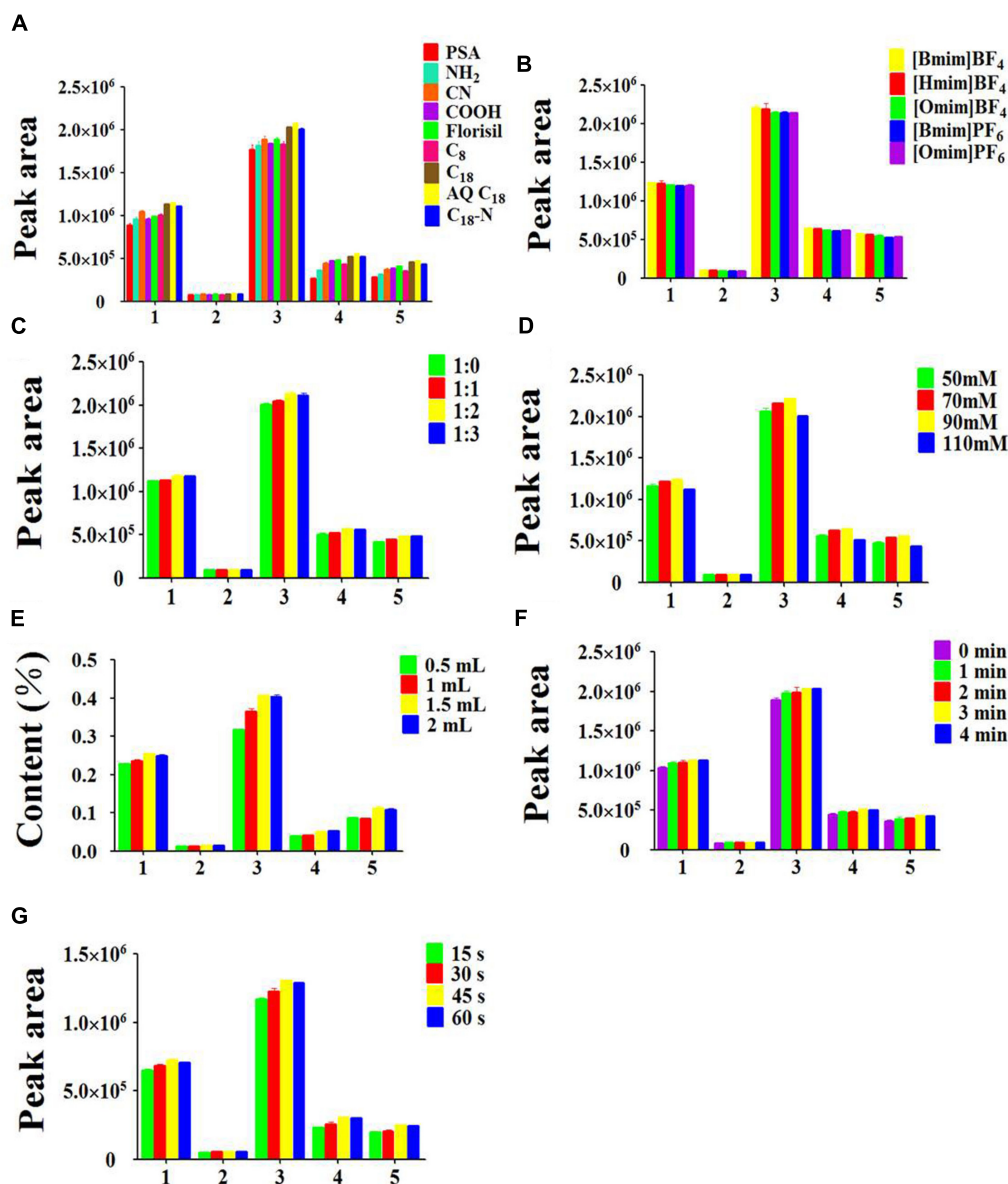 A
Peak area
2.5×10⁶
2.0×10⁶
1.5×10⁶
1.0×10⁶
5.0×10⁵
0
1 2 3 4 5
PSA
NH₂
CN
COOH
Florisil
C₈
C₁₈
AQ C₁₈
C₁₈-N
B
Peak area
2.5×10⁶
2.0×10⁶
1.5×10⁶
1.0×10⁶
5.0×10⁵
0
1 2 3 4 5
[Bmim]BF₄
[Hmim]BF₄
[Omim]BF₄
[Bmim]PF₆
[Omim]PF₆
C
Peak area
2.5×10⁶
2.0×10⁶
1.5×10⁶
1.0×10⁶
5.0×10⁵
0
1 2 3 4 5
1:0
1:1
1:2
1:3
D
Peak area
2.5×10⁶
2.0×10⁶
1.5×10⁶
1.0×10⁶
5.0×10⁵
0
1 2 3 4 5
50mM
70mM
90mM
110mM
E
Content (%)
0.5
0.4
0.3
0.2
0.1
0.0
1 2 3 4 5
0.5 mL
1 mL
1.5 mL
2 mL
F
Peak area
2.5×10⁶
2.0×10⁶
1.5×10⁶
1.0×10⁶
5.0×10⁵
0
1 2 3 4 5
0 min
1 min
2 min
3 min
4 min
G
Peak area
1.5×10⁶
1.0×10⁶
5.0×10⁵
0
1 2 3 4 5
15 s
30 s
45 s
60 s